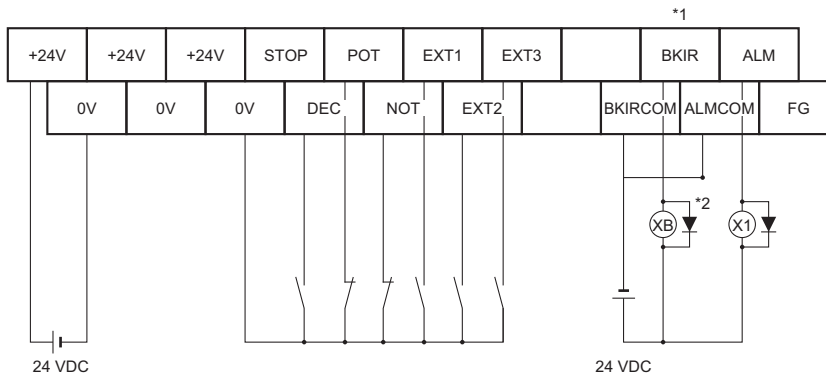 *1
+24V +24V +24V STOP POT EXT1 EXT3 BKIR ALM
0V 0V 0V DEC NOT EXT2 BKIRCOM ALMCOM FG
XB *2 X1
24 VDC 24 VDC